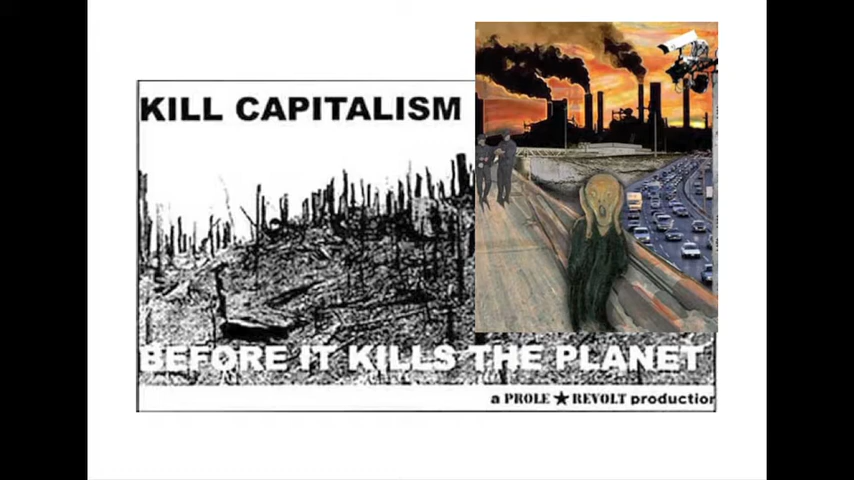 KILL CAPITALISM
BEFORE IT KILLS THE PLANET
a PROLE ★ REVOLT production